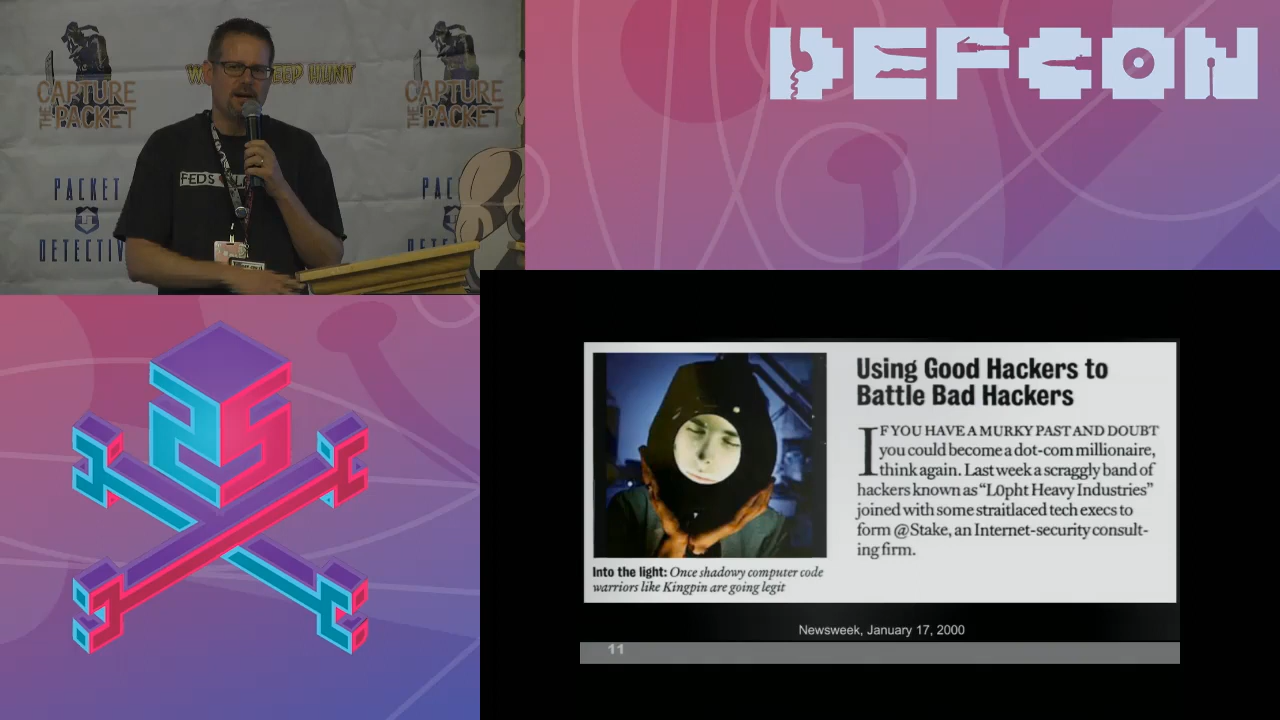 CAPTURE
THE PACKET
CAPTURE
THE PACKET
PACKET
DETECTIV
PAC
DETEC
FEDS
DEFCON
Using Good Hackers to
Battle Bad Hackers
IF YOU HAVE A MURKY PAST AND DOUBT
you could become a dot-com millionaire,
think again. Last week a scraggly band of
hackers known as “L0pht Heavy Industries”
joined with some straitlaced tech execs to
form @Stake, an Internet-security consult-
ing firm.
Into the light: Once shadowy computer code
warriors like Kingpin are going legit
Newsweek, January 17, 2000
11